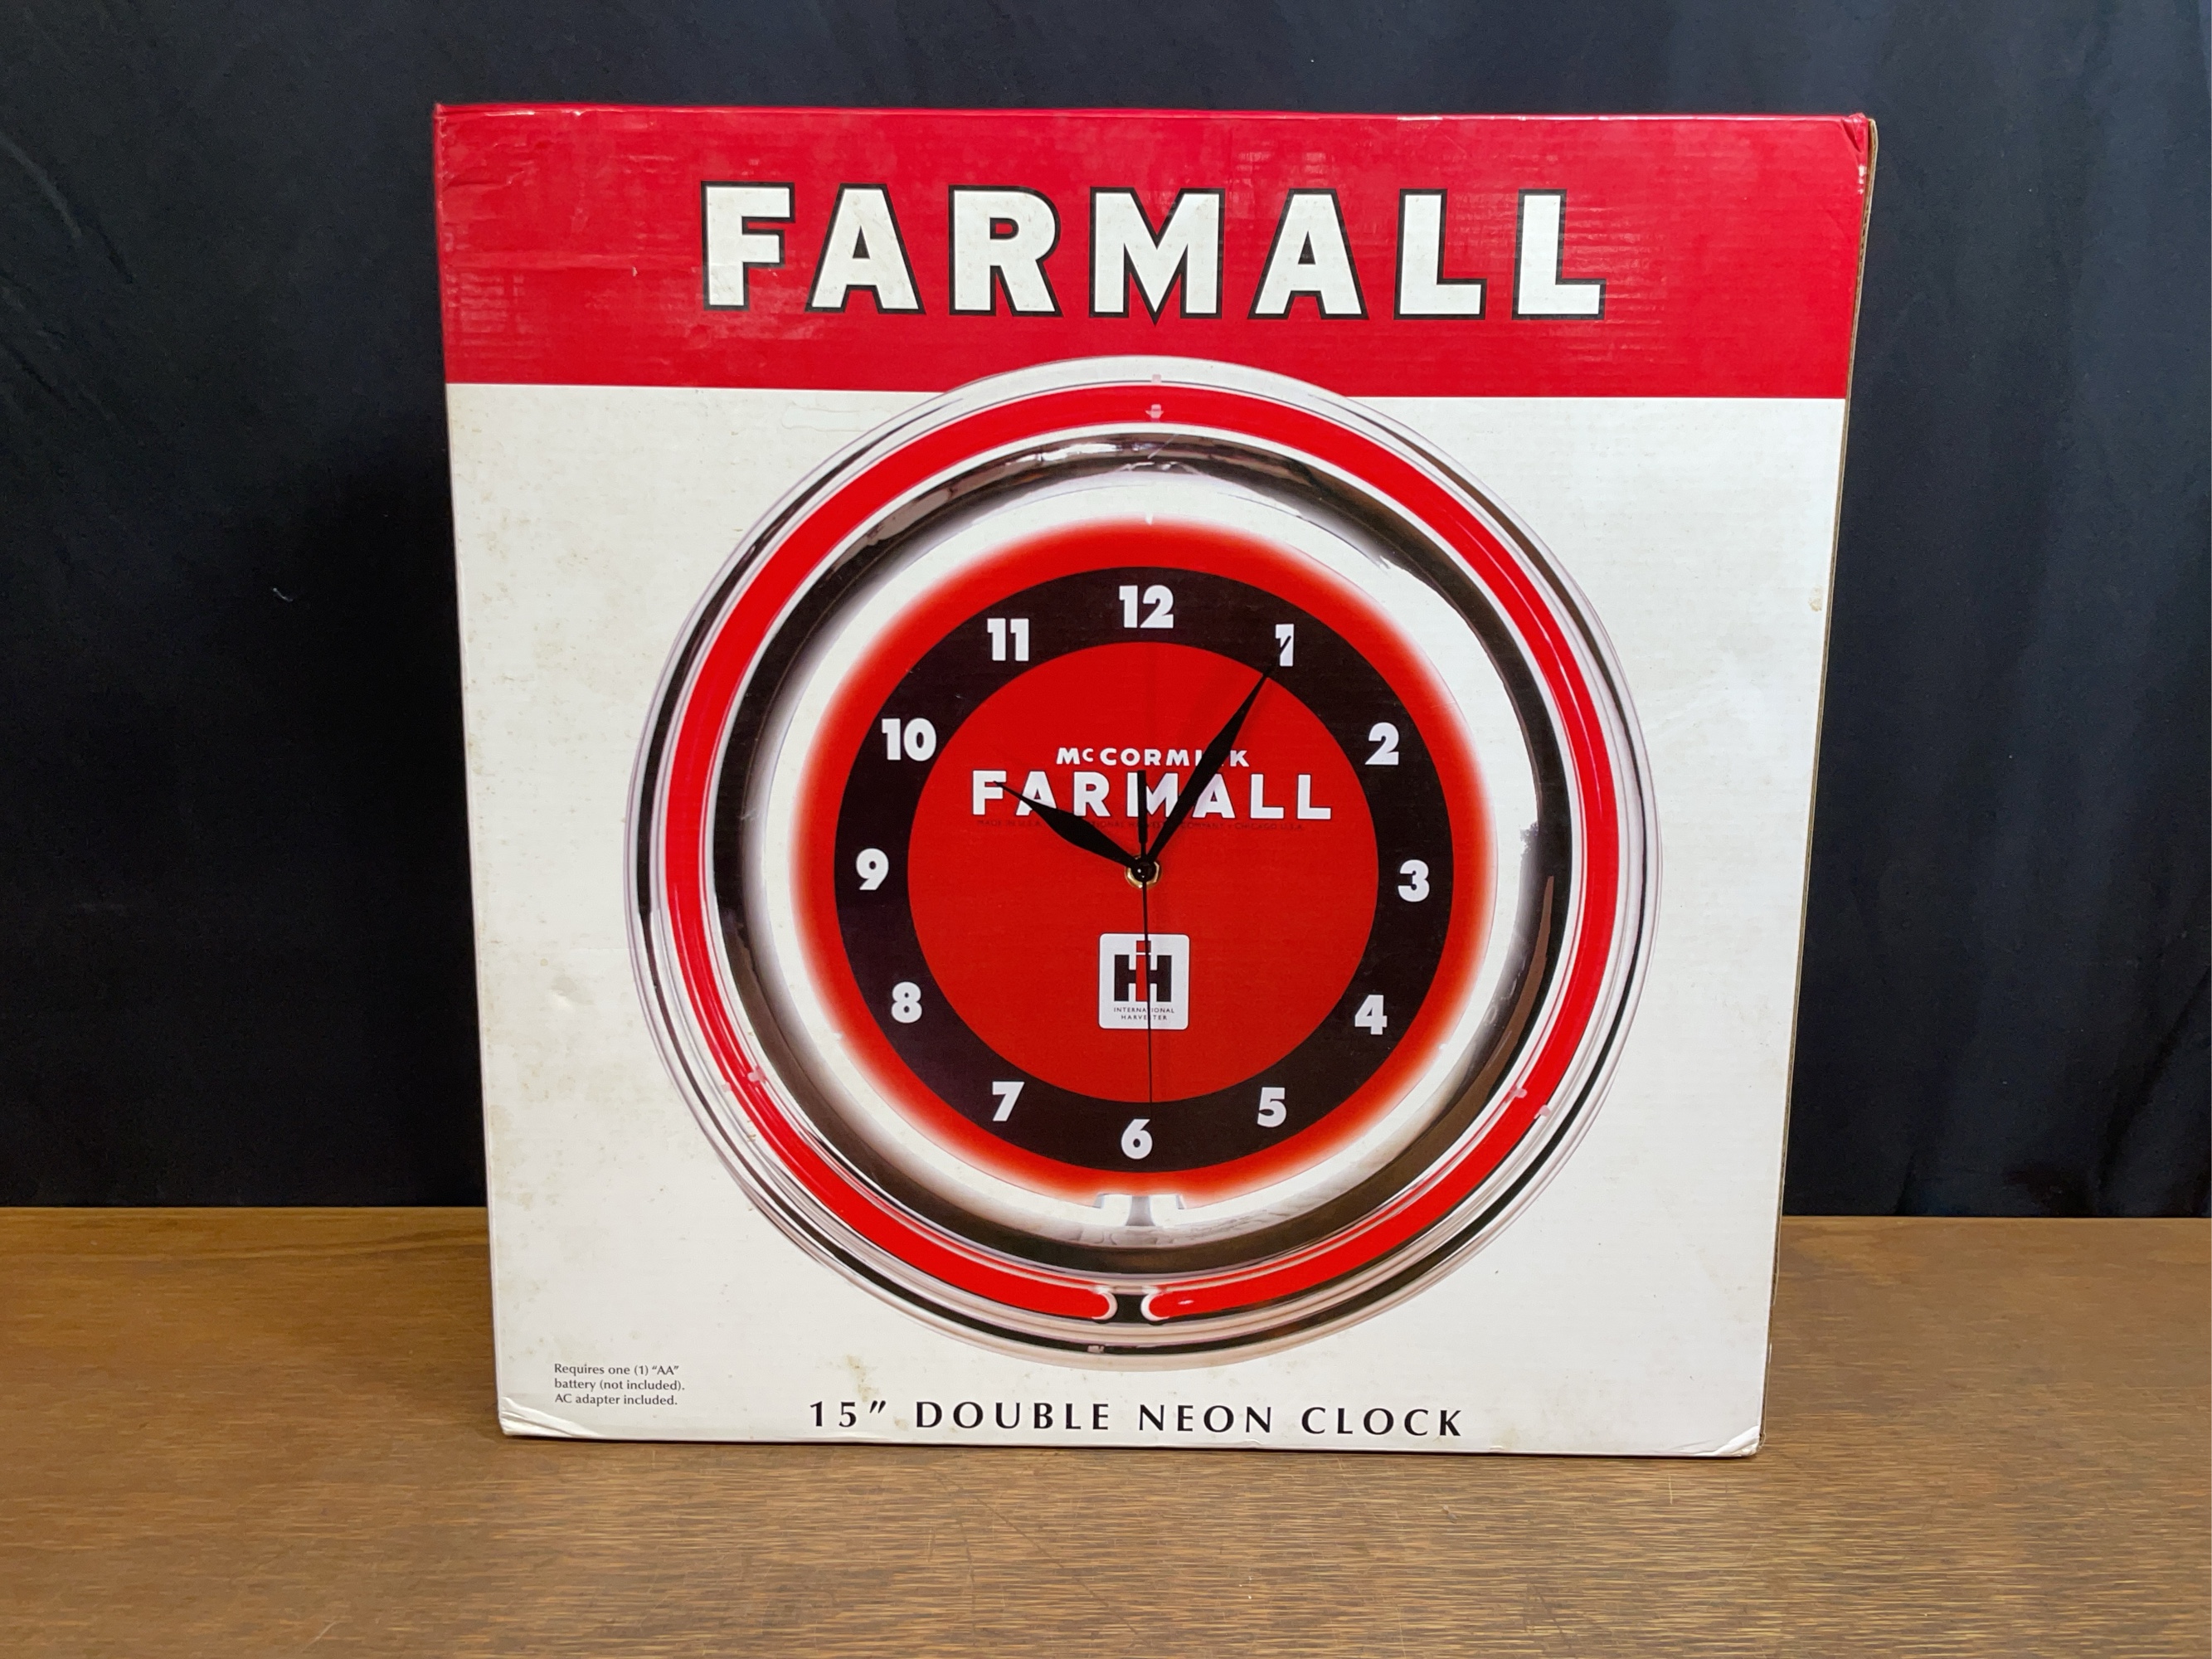 FARMALL
12
11
1
10
2
McCORMICK
FARMALL
9
3
IH
INTERNATIONAL
HARVESTER
8
4
7
5
6
Requires one (1) “AA”
battery (not included).
AC adapter included.
15” DOUBLE NEON CLOCK